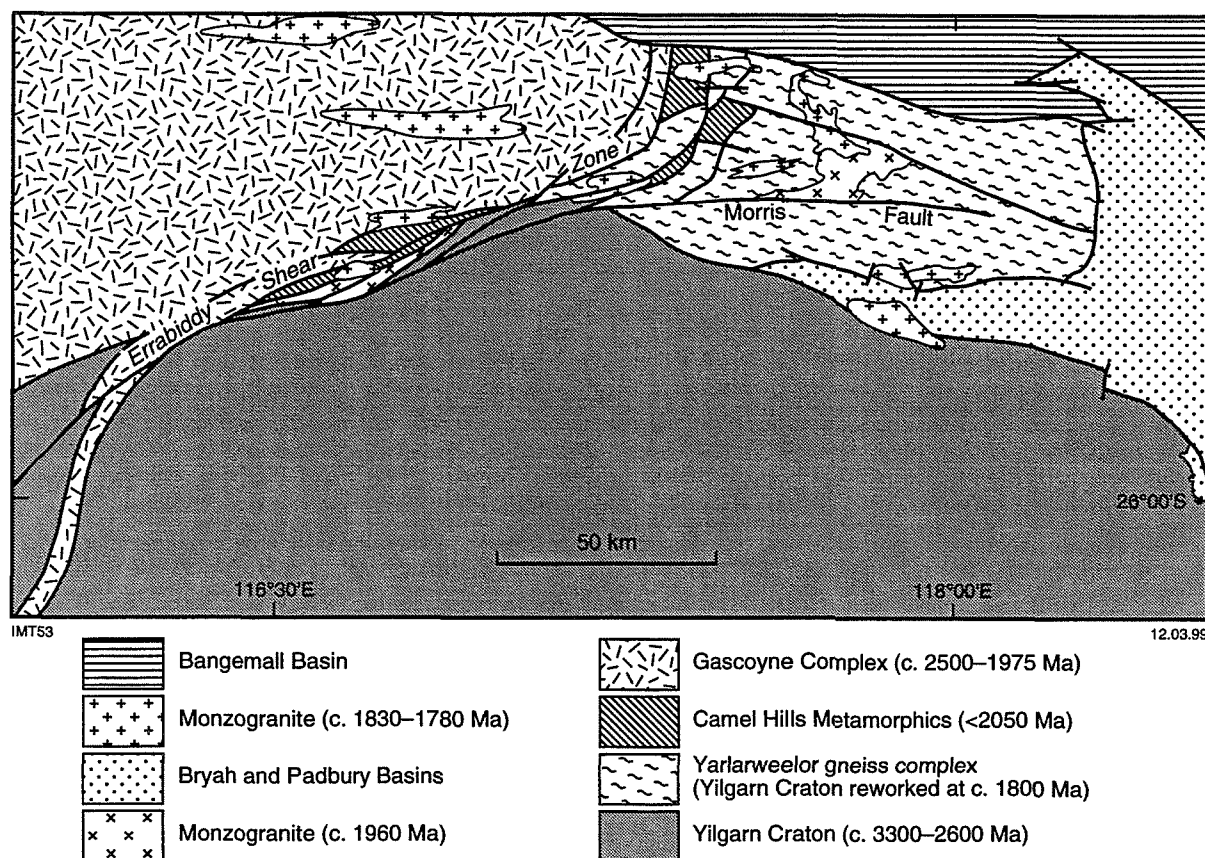 Zone
Morris Fault
Shear
Errabiddy
26°00'S
50 km
116°30'E
118°00'E
IMT53
12.03.99
Bangemall Basin
Monzogranite (c. 1830–1780 Ma)
Bryah and Padbury Basins
Monzogranite (c. 1960 Ma)
Gascoyne Complex (c. 2500–1975 Ma)
Camel Hills Metamorphics (<2050 Ma)
Yarlarweelor gneiss complex
(Yilgarn Craton reworked at c. 1800 Ma)
Yilgarn Craton (c. 3300–2600 Ma)